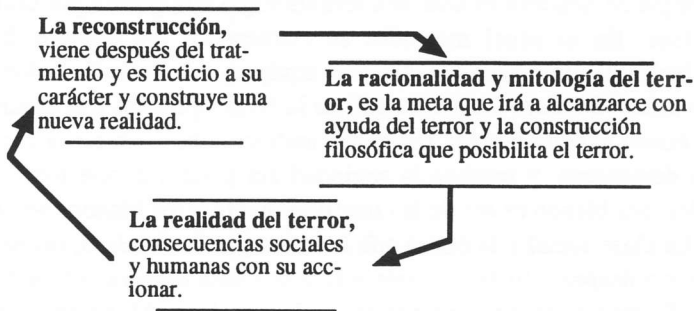 La reconstrucción,
viene después del trat-
miento y es ficticio a su
carácter y construye una
nueva realidad.
La racionalidad y mitología del terr-
or, es la meta que irá a alcanzarce con
ayuda del terror y la construcción
filosófica que posibilita el terror.
La realidad del terror,
consecuencias sociales
y humanas con su acc-
ionar.